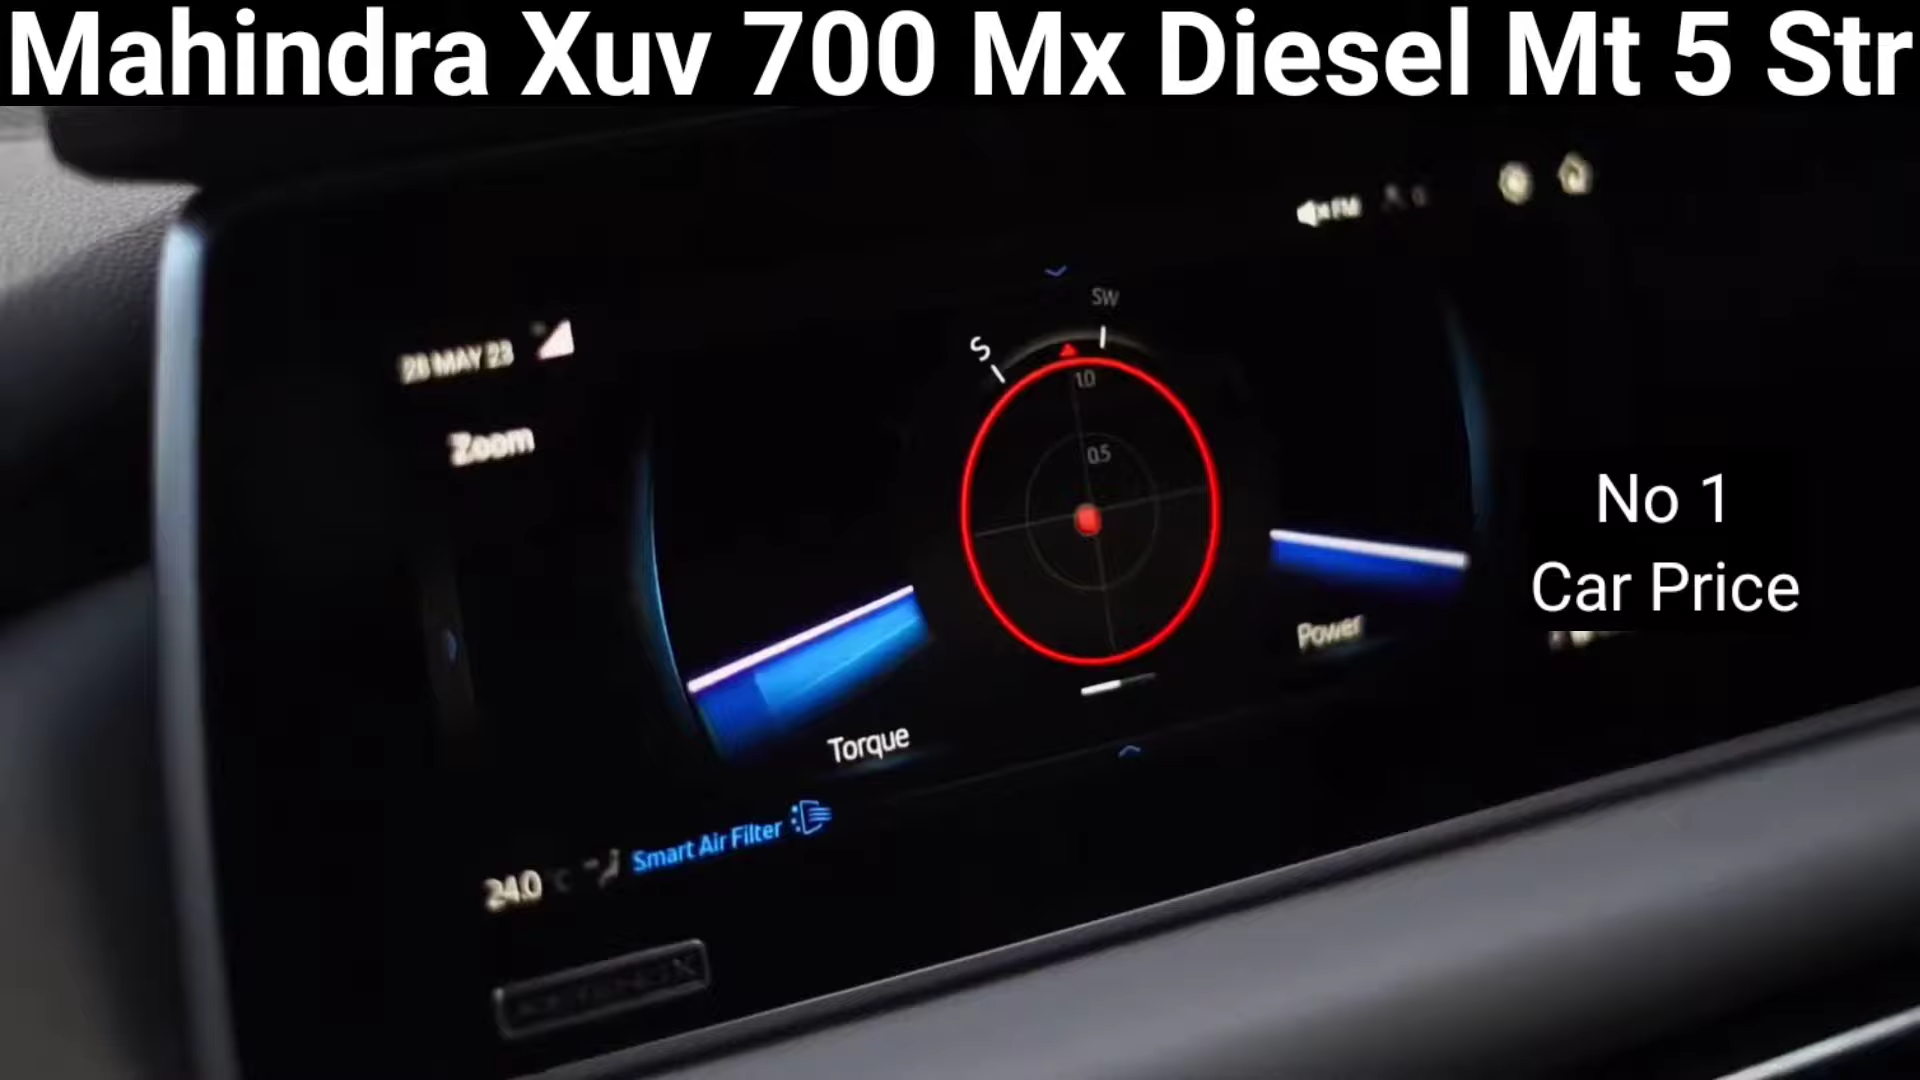 Mahindra Xuv 700 Mx Diesel Mt 5 Str
FM
SW
S
28 MAY 23
1.0
Zoom
0.5
No 1
Car Price
Power
Torque
Smart Air Filter
24.0 °C